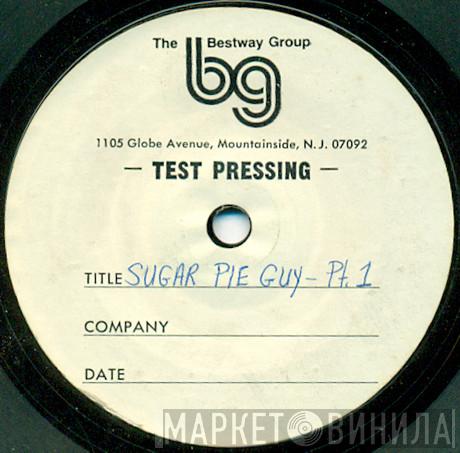 The Bestway Group
bg
1105 Globe Avenue, Mountainside, N.J. 07092
— TEST PRESSING —
TITLE SUGAR PIE GUY - Pt. 1
COMPANY
DATE
МАРКЕТ ВИНИЛА